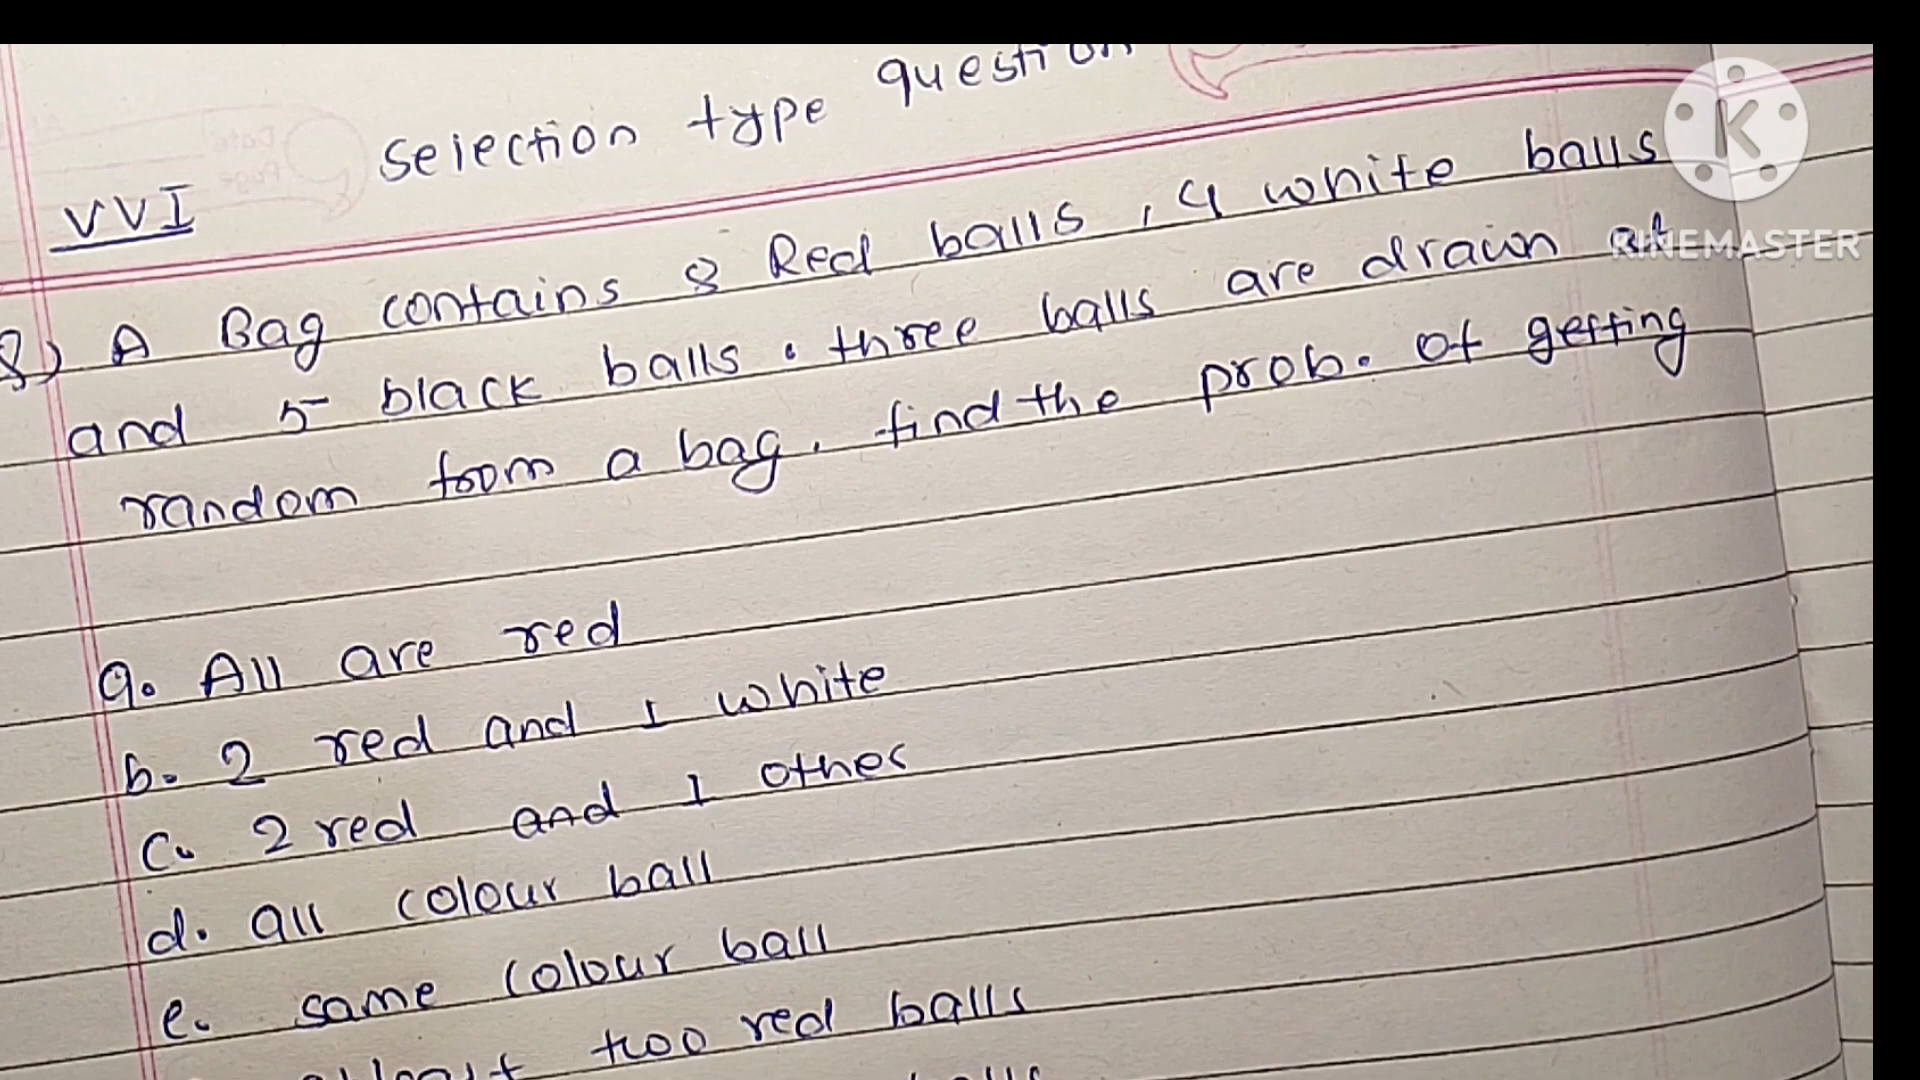 selection type question
VVI
Q) A Bag contains 8 Red balls, 4 white balls
and 5 black balls. three balls are drawn at
random from a bag. find the prob. of getting
a. All are red
b. 2 red and 1 white
c. 2 red and 1 other
d. all colour ball
e. same colour ball
two red balls
balls
K
KINEMASTER